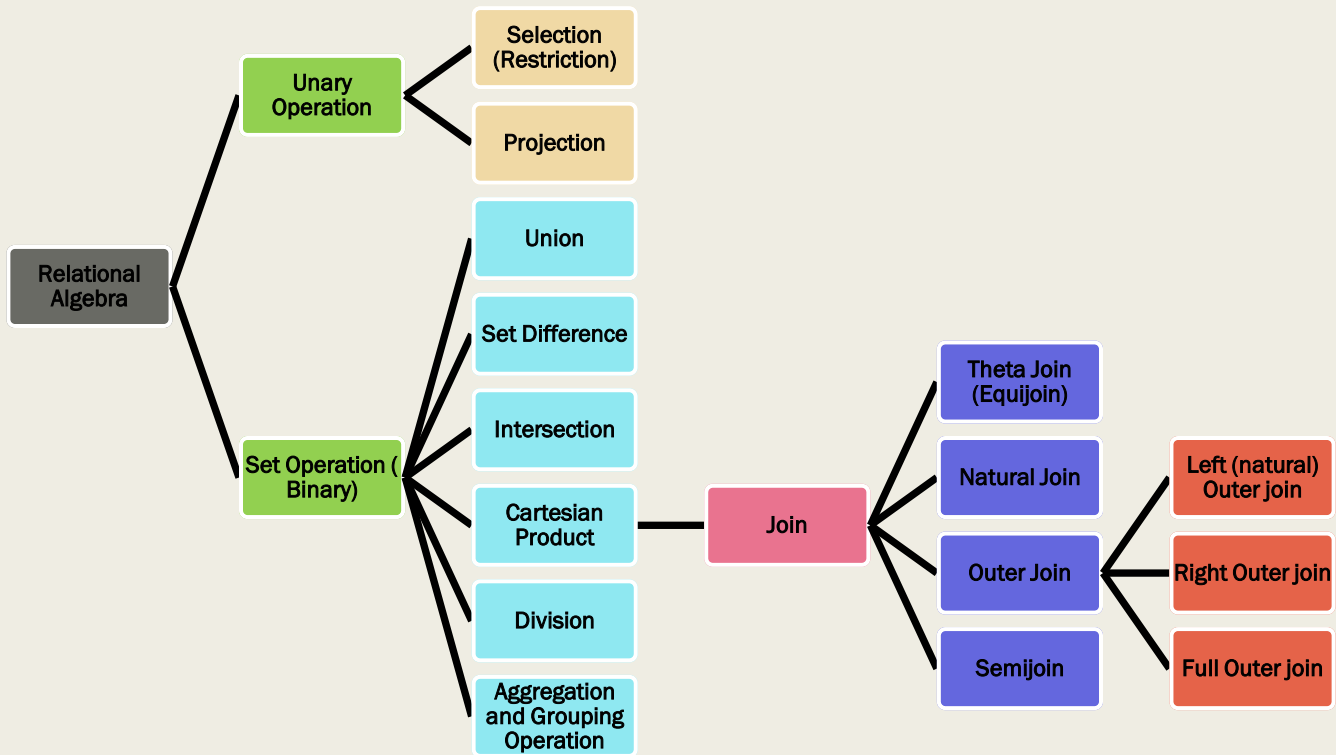 Relational
Algebra
Unary
Operation
Selection
(Restriction)
Projection
Set Operation (
Binary)
Union
Set Difference
Intersection
Cartesian
Product
Join
Theta Join
(Equijoin)
Natural Join
Outer Join
Left (natural)
Outer join
Right Outer join
Full Outer join
Semijoin
Division
Aggregation
and Grouping
Operation